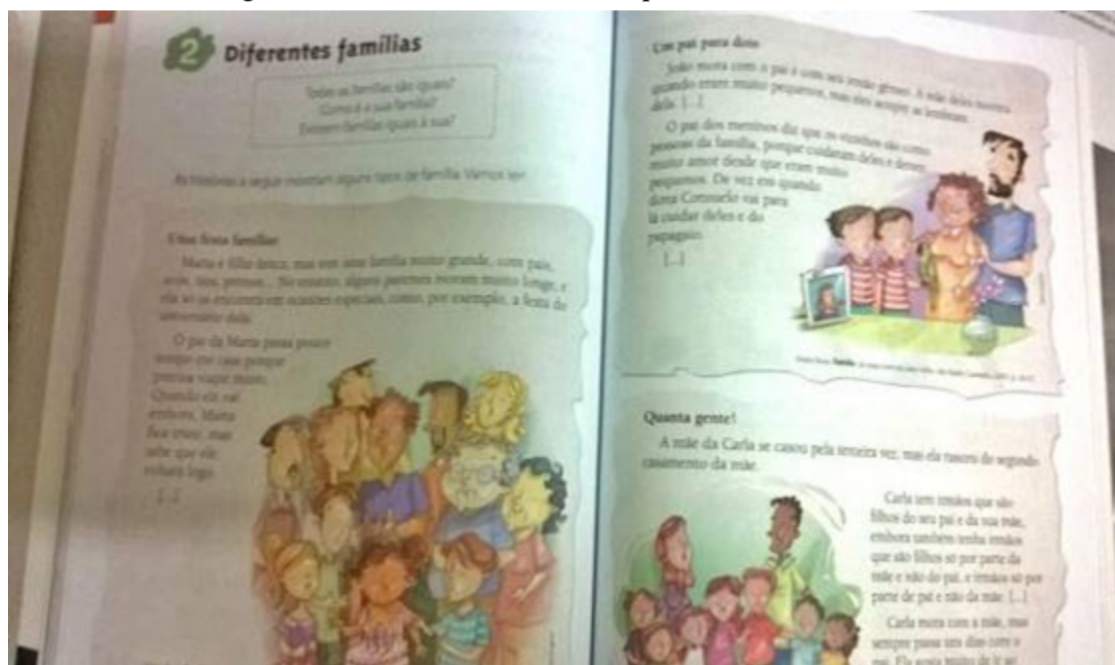 2 Diferentes famílias
Todas as famílias são iguais?
Como é a sua família?
Existem famílias iguais à sua?
As histórias a seguir mostram alguns tipos de família. Vamos ler!
Uma festa familiar
Marta é filha única, mas tem uma família muito grande, com pais,
avós, tios, primos... No entanto, alguns parentes moram muito longe, e
ela só os encontra em ocasiões especiais, como, por exemplo, a festa de
aniversário dela.
O pai da Marta passa pouco
tempo em casa porque
precisa viajar muito.
Quando ele vai
embora, Marta
fica triste, mas
sabe que ele
voltará logo.
[...]
Um pai para dois
João mora com o pai e com seu irmão gêmeo. A mãe deles morreu
quando eram muito pequenos, mas eles sempre se lembram
dela. [...]
O pai dos meninos diz que os vizinhos são como
pessoas da família, porque cuidaram deles e deram
muito amor desde que eram muito
pequenos. De vez em quando
dona Consuelo vai para
lá cuidar deles e do
papagaio.
[...]
Quanta gente!
A mãe da Carla se casou pela terceira vez, mas ela nasceu do segundo
casamento da mãe.
Carla tem irmãos que são
filhos do seu pai e da sua mãe,
embora também tenha irmãos
que são filhos só por parte da
mãe e não do pai, e irmãos só por
parte de pai e não da mãe. [...]
Carla mora com a mãe, mas
sempre passa uns dias com o
pai. Ela gosta muito de